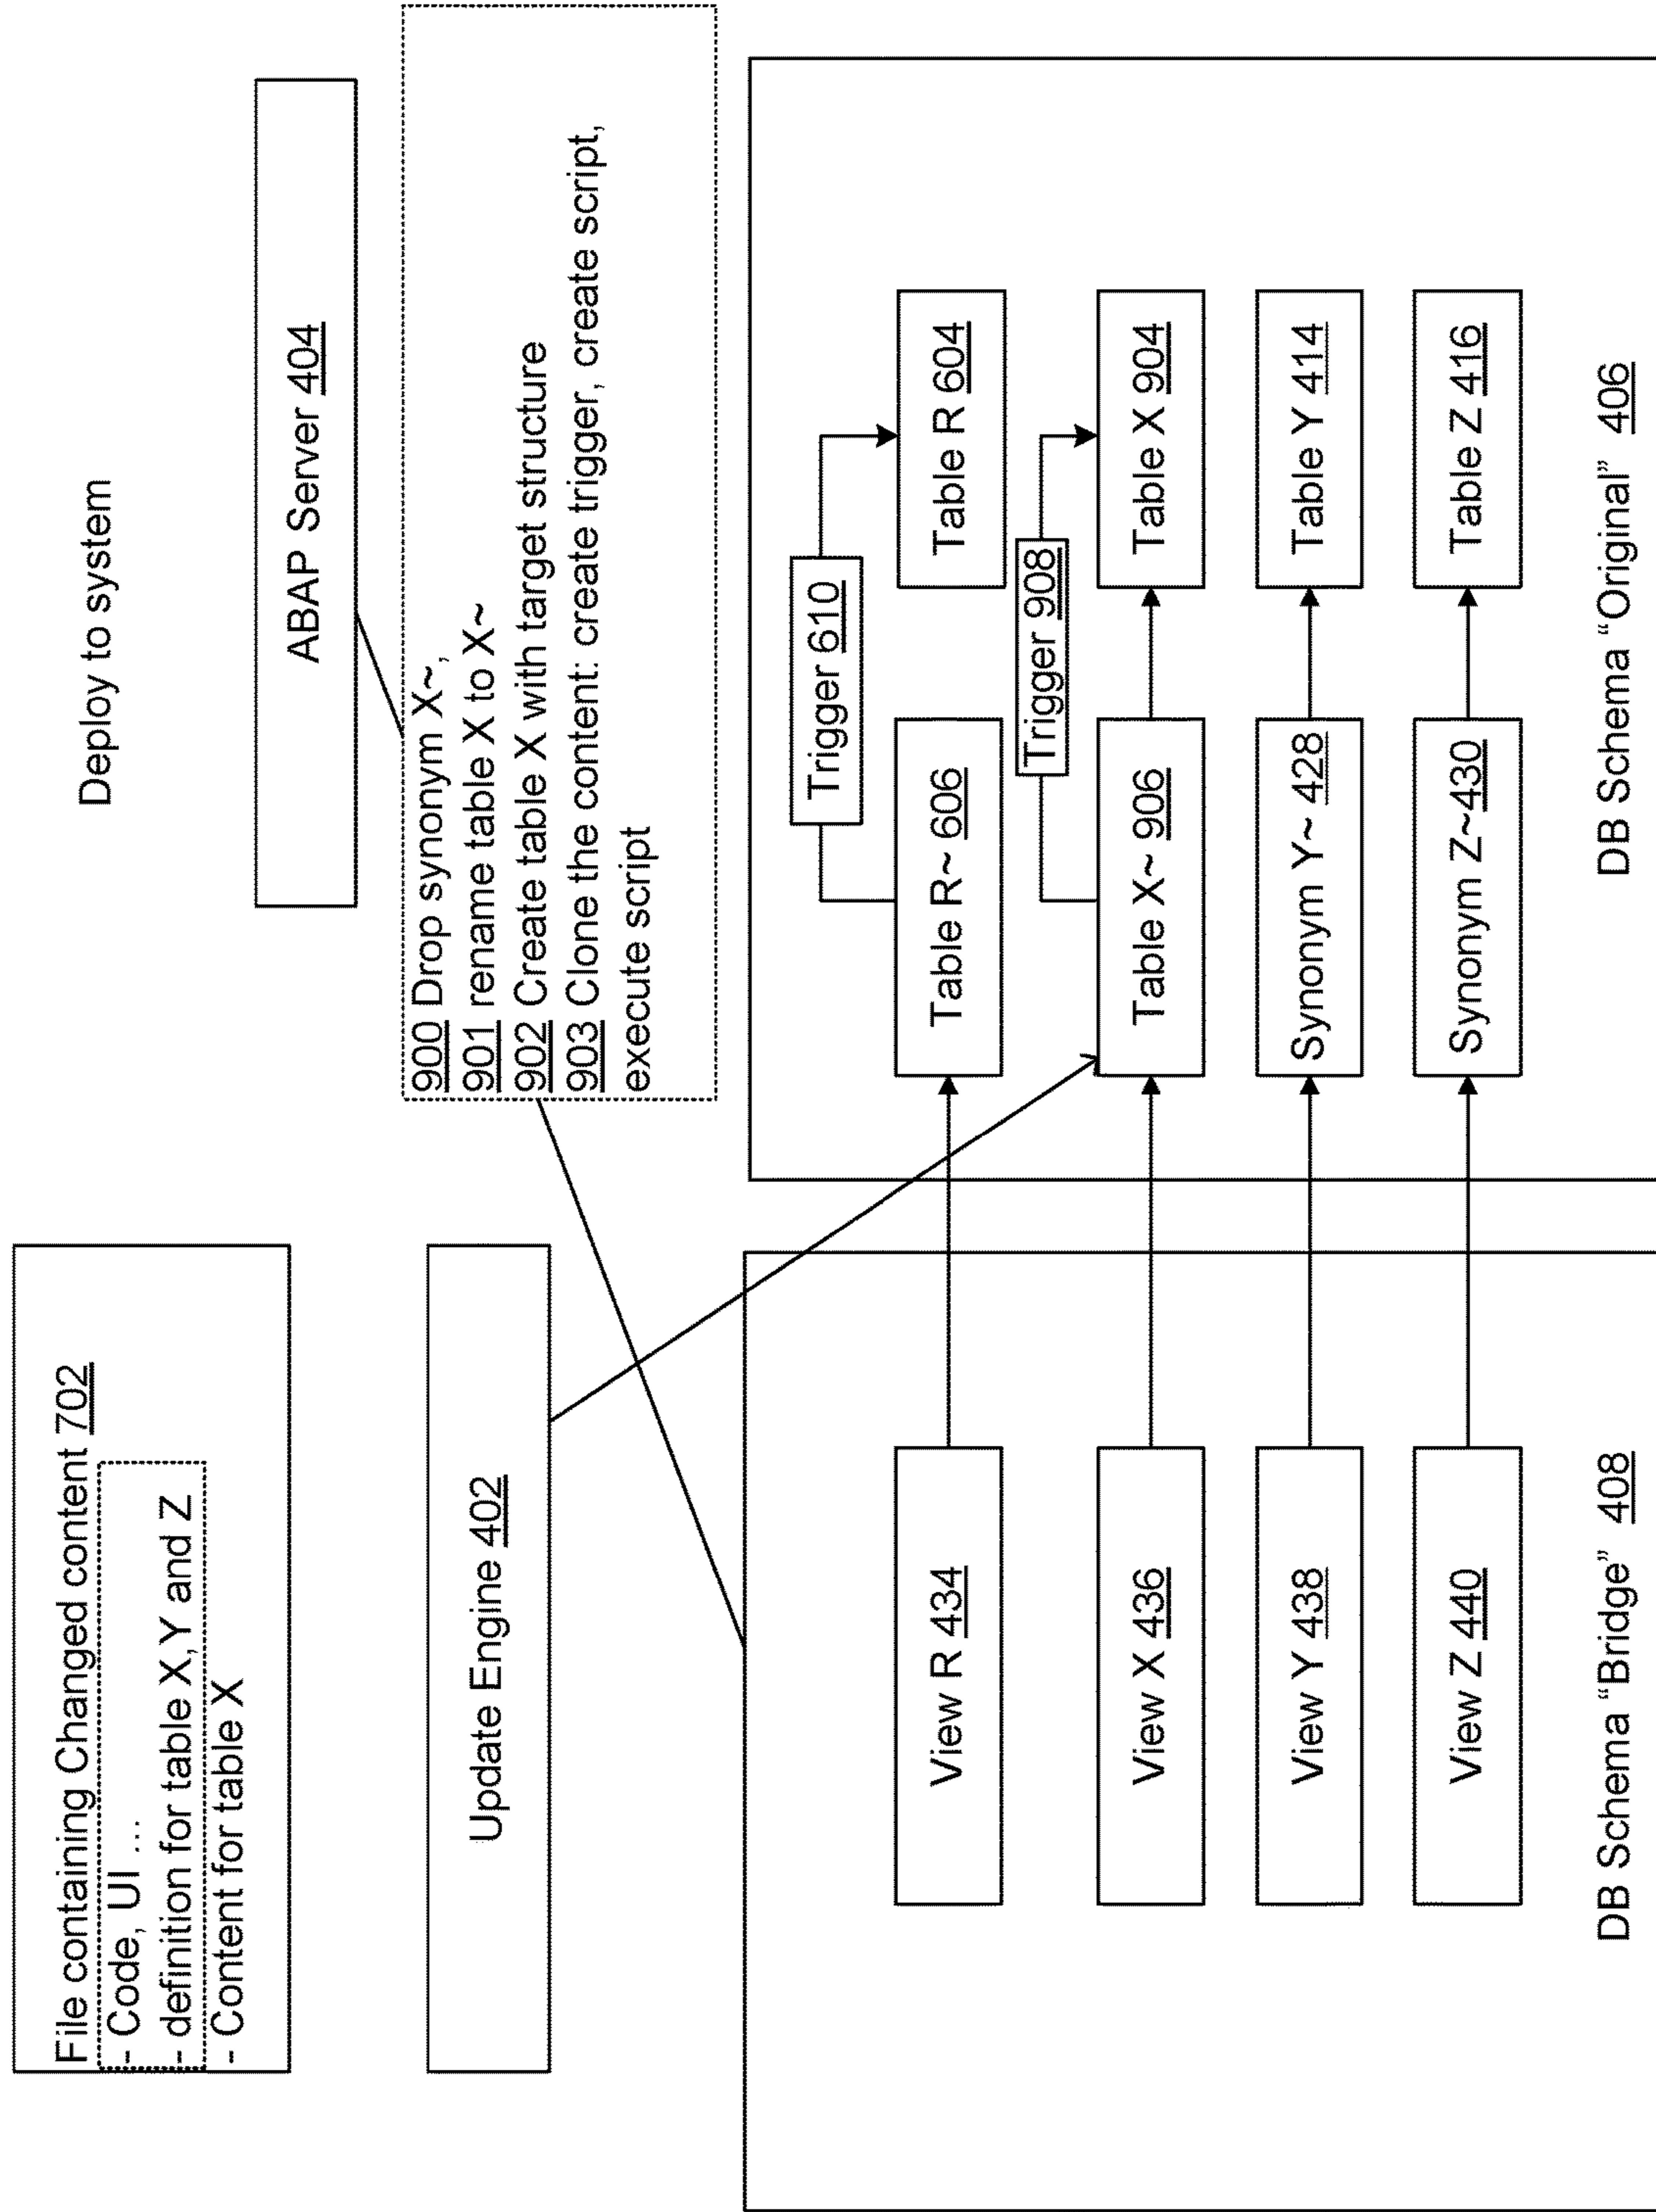 Deploy to system
File containing Changed content 702
- Code, UI ...
- definition for table X,Y and Z
- Content for table X
ABAP Server 404
Update Engine 402
900 Drop synonym X~,
901 rename table X to X~
902 Create table X with target structure
903 Clone the content: create trigger, create script,
execute script
Trigger 610
View R 434
Table R~ 606
Table R 604
Trigger 908
View X 436
Table X~ 906
Table X 904
View Y 438
Synonym Y~ 428
Table Y 414
View Z 440
Synonym Z~430
Table Z 416
DB Schema “Bridge” 408
DB Schema “Original” 406